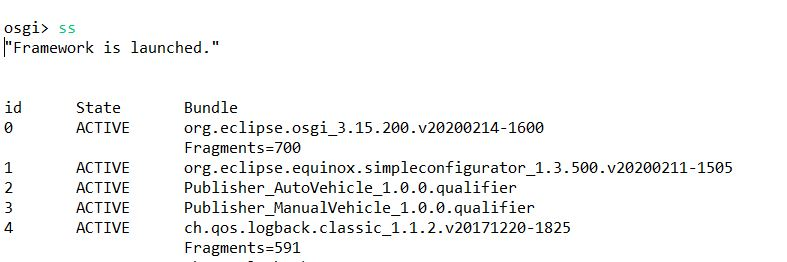 osgi> ss
"Framework is launched."
id State Bundle
0 ACTIVE org.eclipse.osgi_3.15.200.v20200214-1600
Fragments=700
1 ACTIVE org.eclipse.equinox.simpleconfigurator_1.3.500.v20200211-1505
2 ACTIVE Publisher_AutoVehicle_1.0.0.qualifier
3 ACTIVE Publisher_ManualVehicle_1.0.0.qualifier
4 ACTIVE ch.qos.logback.classic_1.1.2.v20171220-1825
Fragments=591